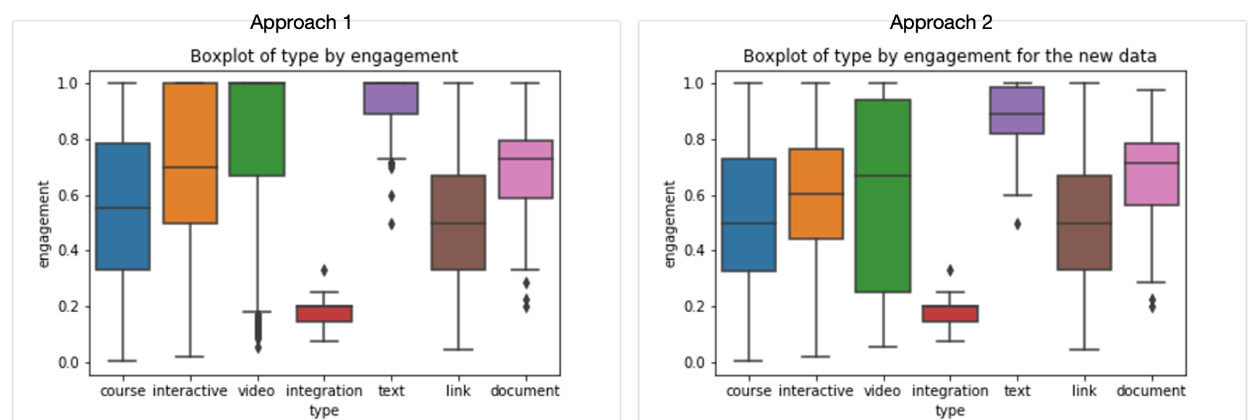 Approach 1
Boxplot of type by engagement
1.0
0.8
0.6
0.4
0.2
0.0
engagement
course interactive video integration text link document
type
Approach 2
Boxplot of type by engagement for the new data
1.0
0.8
0.6
0.4
0.2
0.0
engagement
course interactive video integration text link document
type